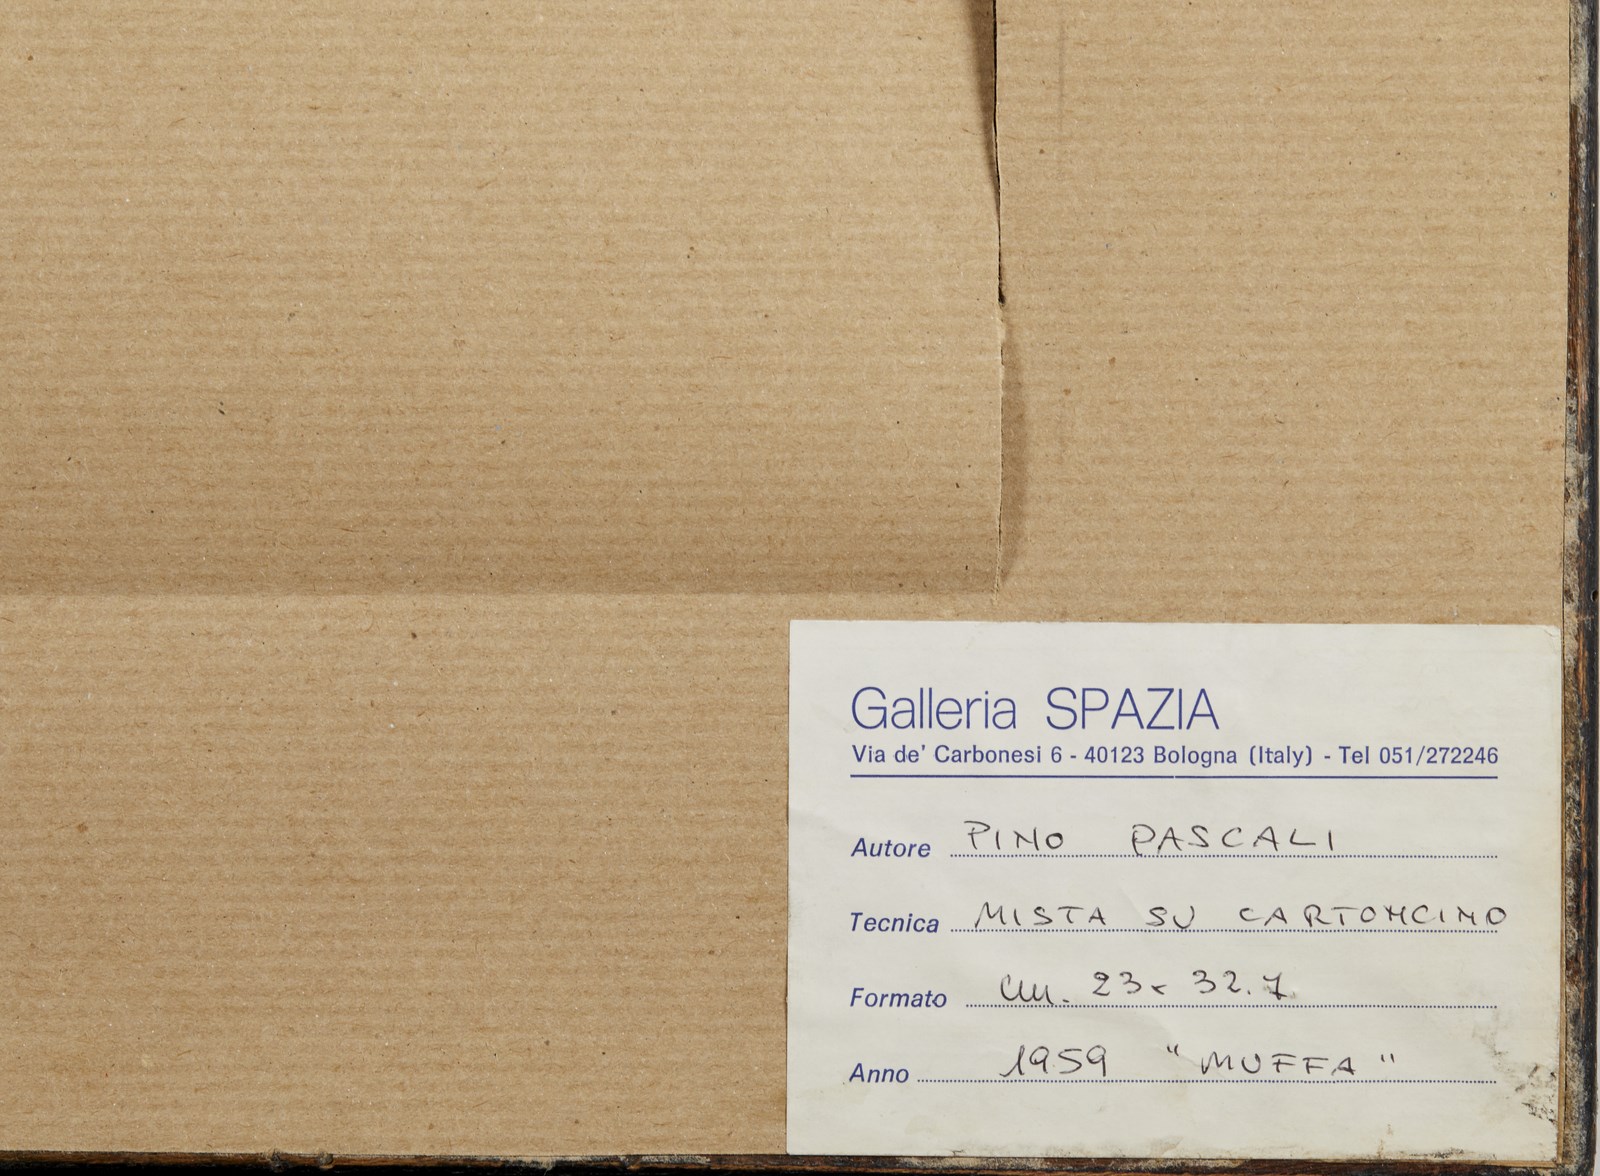 Galleria SPAZIA
Via de' Carbonesi 6 - 40123 Bologna (Italy) - Tel 051/272246
Autore PINO PASCALI
Tecnica MISTA SU CARTONCINO
Formato cm. 23x 32.7
Anno 1959 "MUFFA"